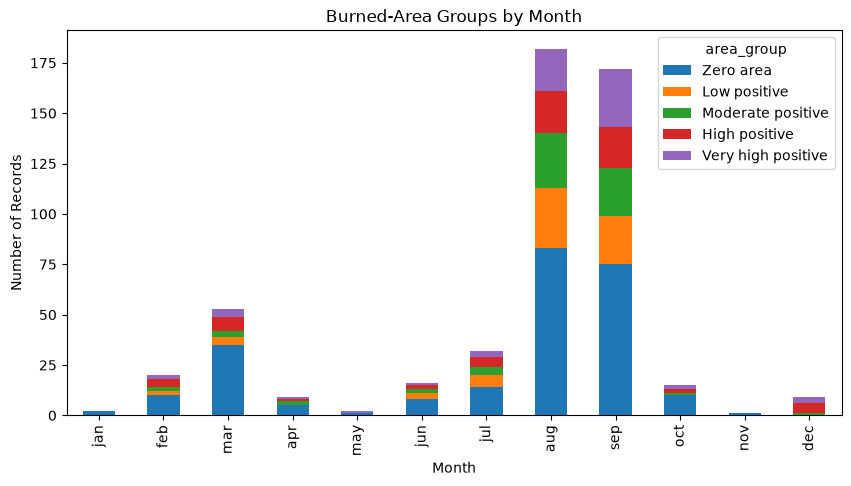 Burned-Area Groups by Month
area_group
Zero area
Low positive
Moderate positive
High positive
Very high positive
Number of Records
175
150
125
100
75
50
25
0
jan
feb
mar
apr
may
jun
jul
aug
sep
oct
nov
dec
Month